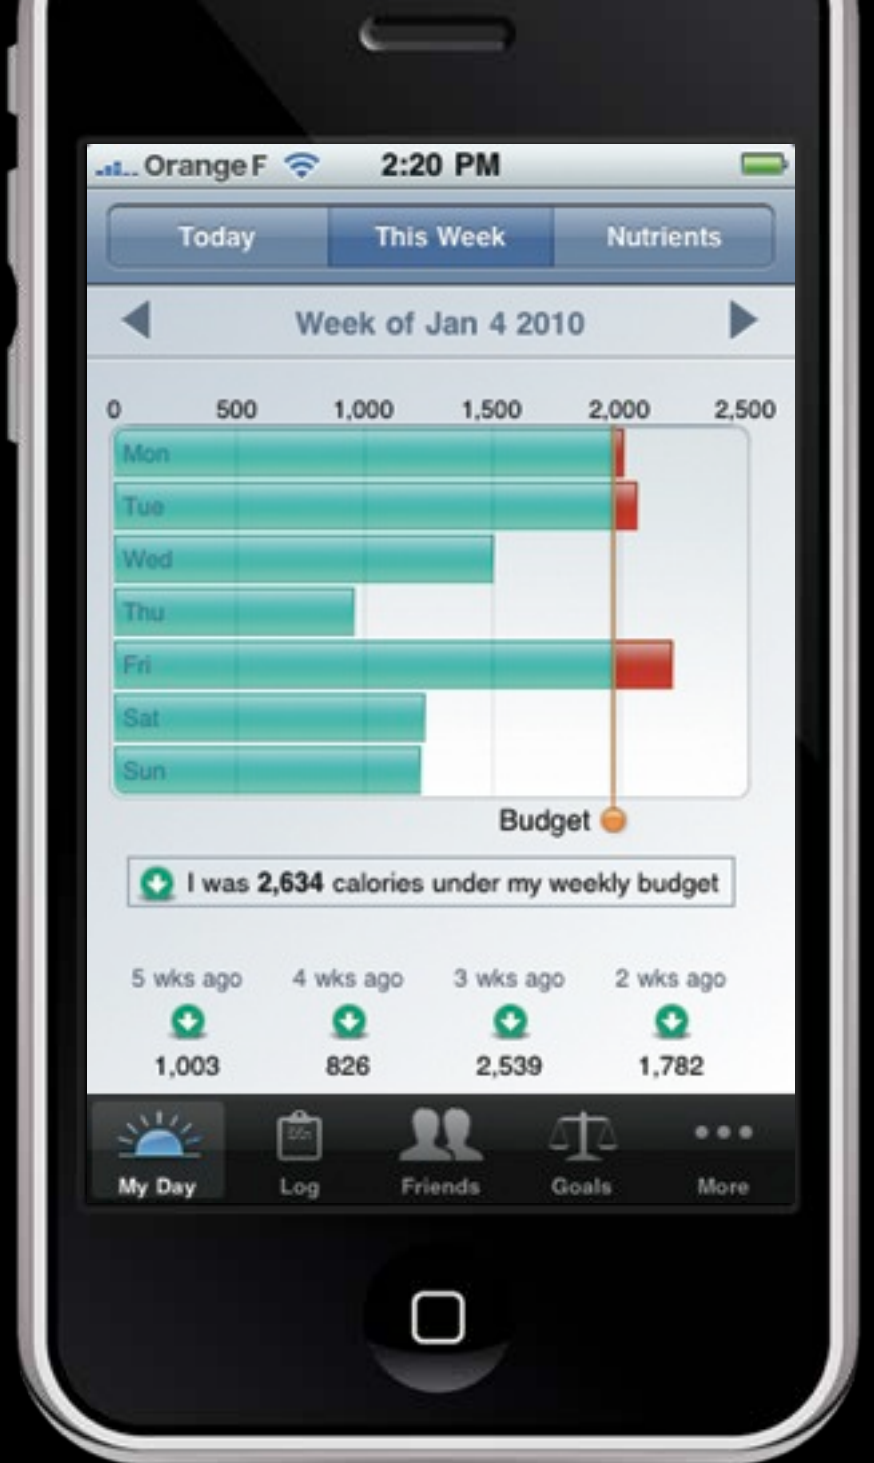 Orange F 2:20 PM
Today This Week Nutrients
Week of Jan 4 2010
0 500 1,000 1,500 2,000 2,500
Mon
Tue
Wed
Thu
Fri
Sat
Sun
Budget
I was 2,634 calories under my weekly budget
5 wks ago 4 wks ago 3 wks ago 2 wks ago
1,003 826 2,539 1,782
My Day Log Friends Goals More